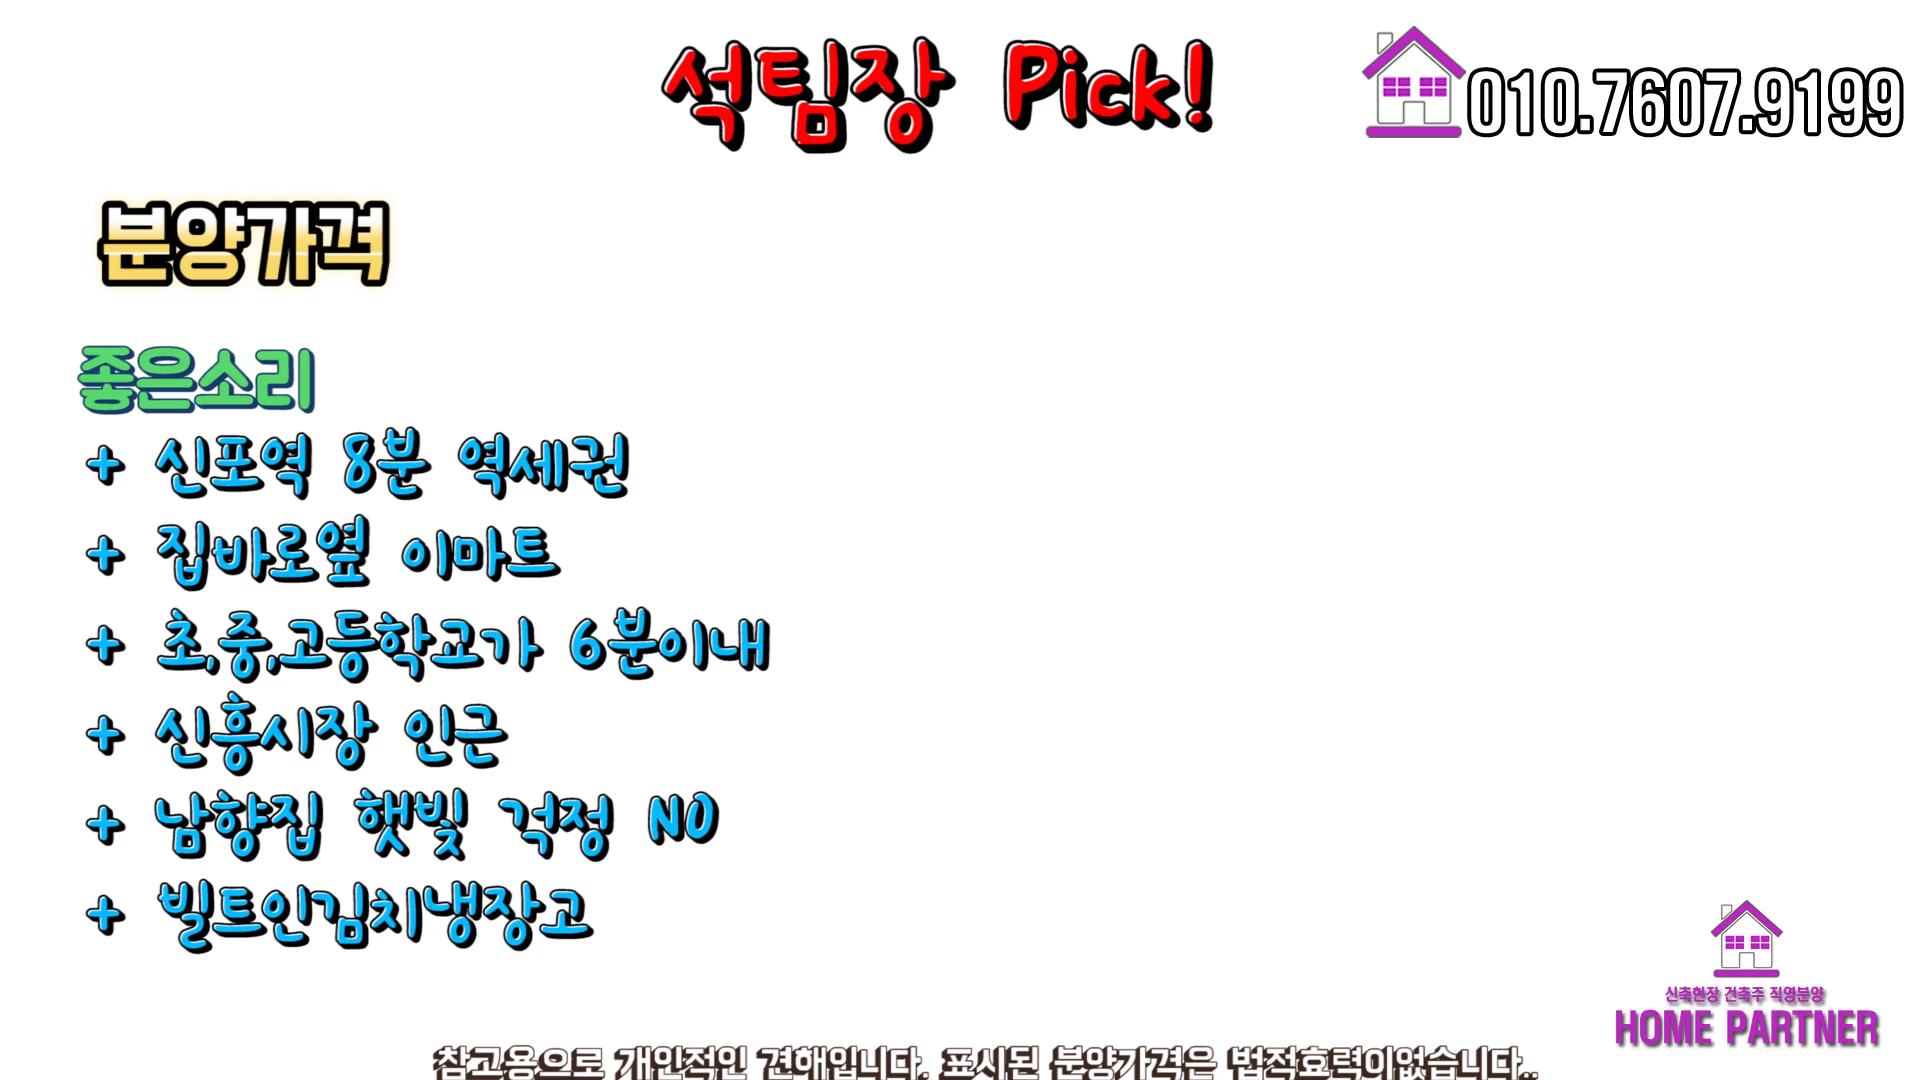 석팀장 Pick!
010.7607.9199
분양가격
좋은소리
+ 신포역 8분 역세권
+ 집바로옆 이마트
+ 초,중,고등학교가 6분이내
+ 신흥시장 인근
+ 남향집 햇빛 걱정 NO
+ 빌트인김치냉장고
신축현장 건축주 직영분양
HOME PARTNER
참고용으로 개인적인 견해입니다. 표시된 분양가격은 법적효력이없습니다..